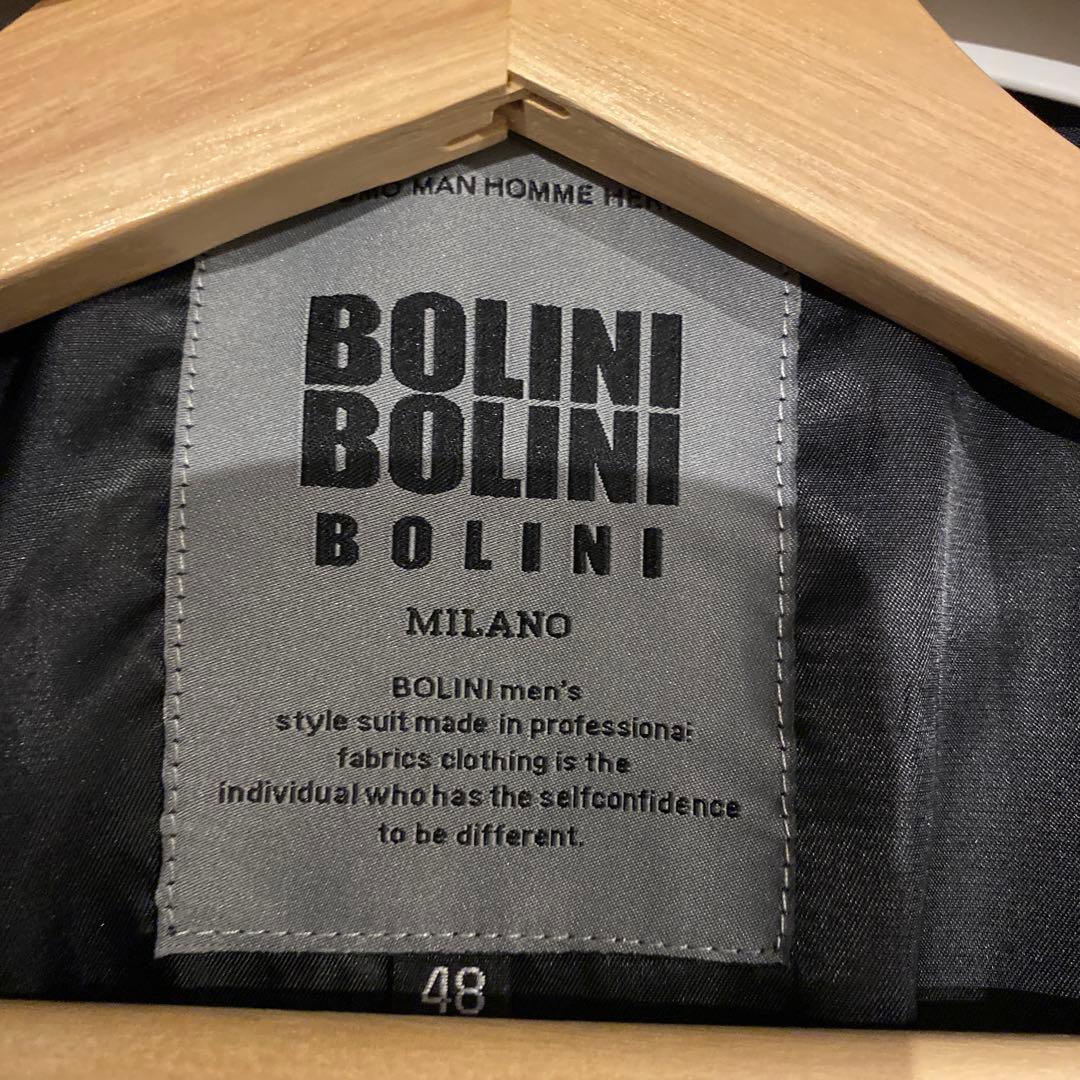 MAN HOMME
BOLINI
BOLINI
BOLINI
MILANO
BOLINI men's
style suit made in professional
fabrics clothing is the
individual who has the selfconfidence
to be different.
48